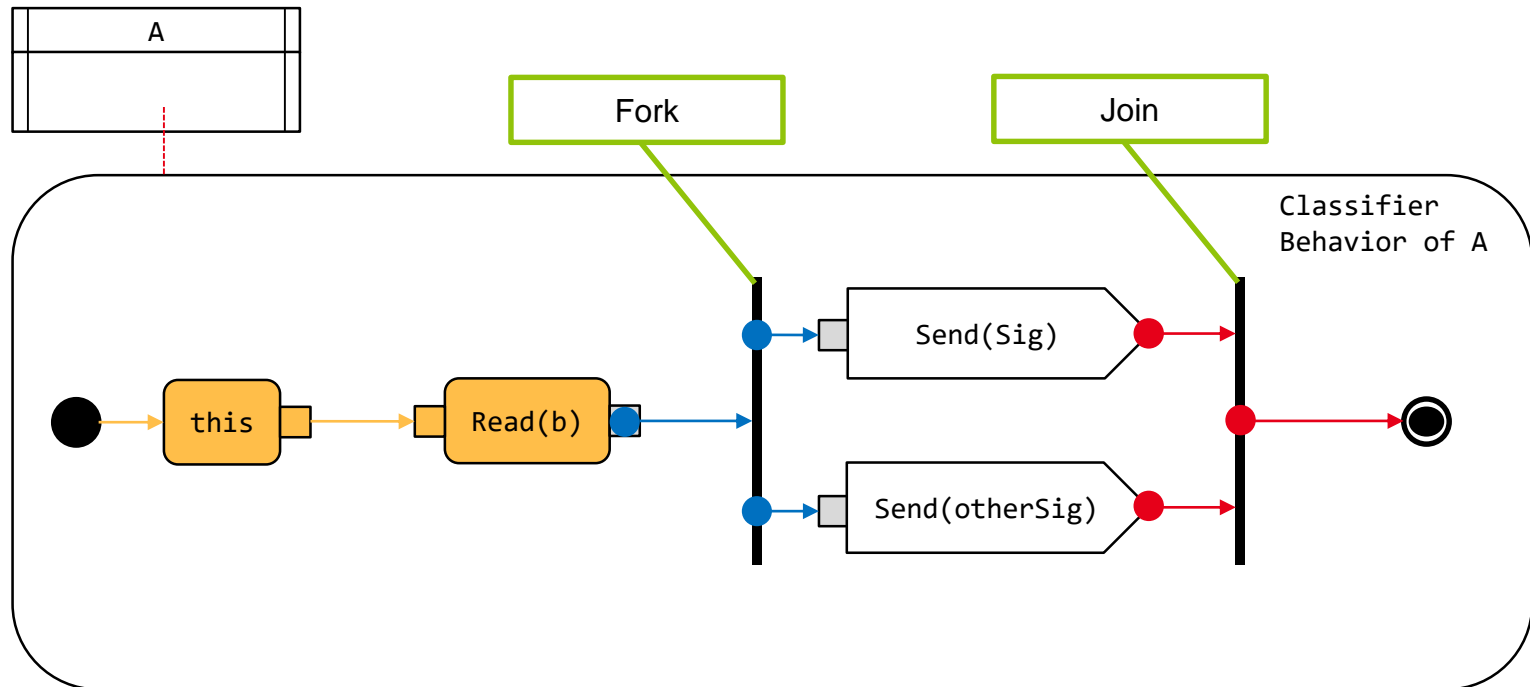 A
Fork
Join
Classifier
Behavior of A
Send(Sig)
this
Read(b)
Send(otherSig)